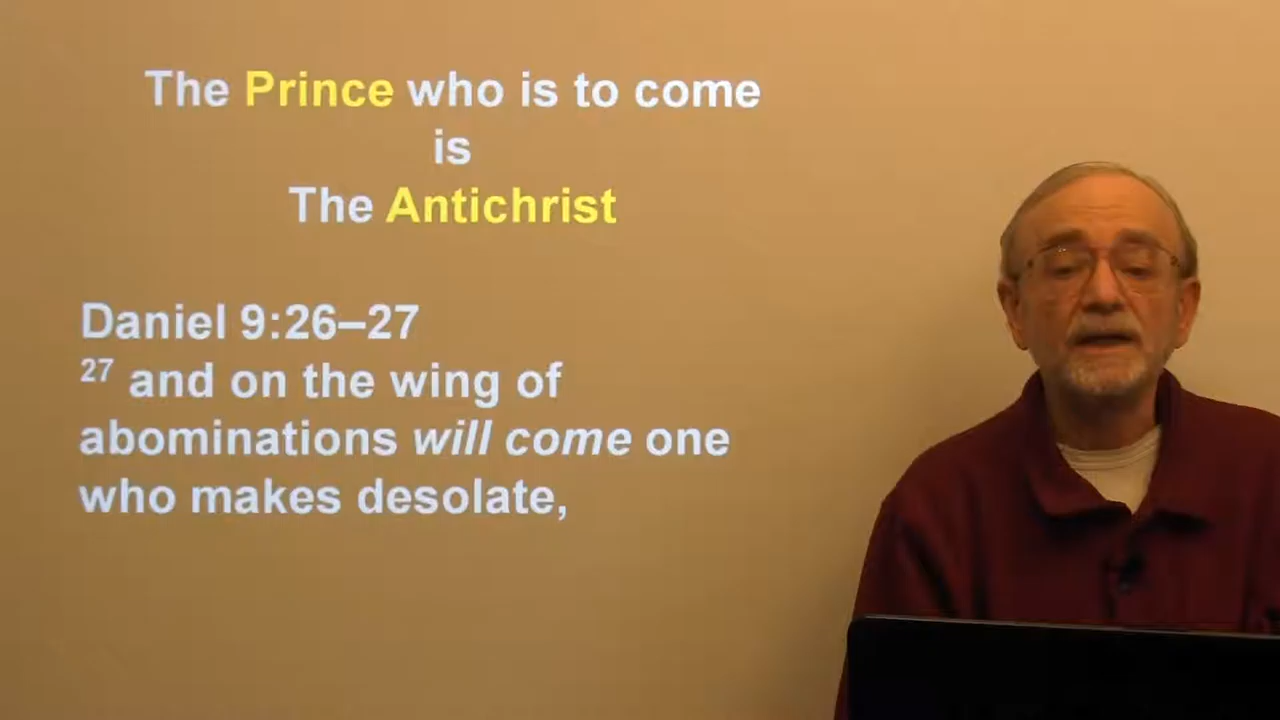 The Prince who is to come
is
The Antichrist
Daniel 9:26–27
27 and on the wing of
abominations will come one
who makes desolate,